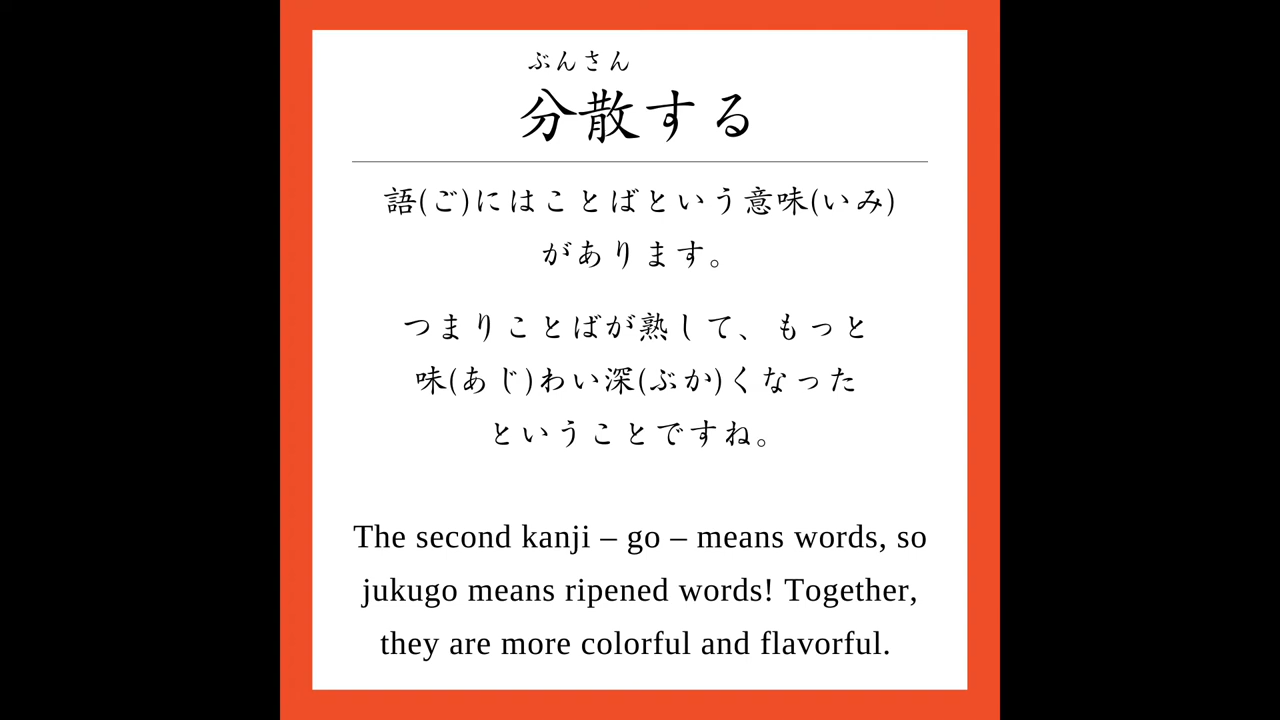 ぶんさん
分散する
語(ご)にはことばという意味(いみ)
があります。
つまりことばが熟して、もっと
味(あじ)わい深(ぶか)くなった
ということですね。
The second kanji – go – means words, so
jukugo means ripened words! Together,
they are more colorful and flavorful.